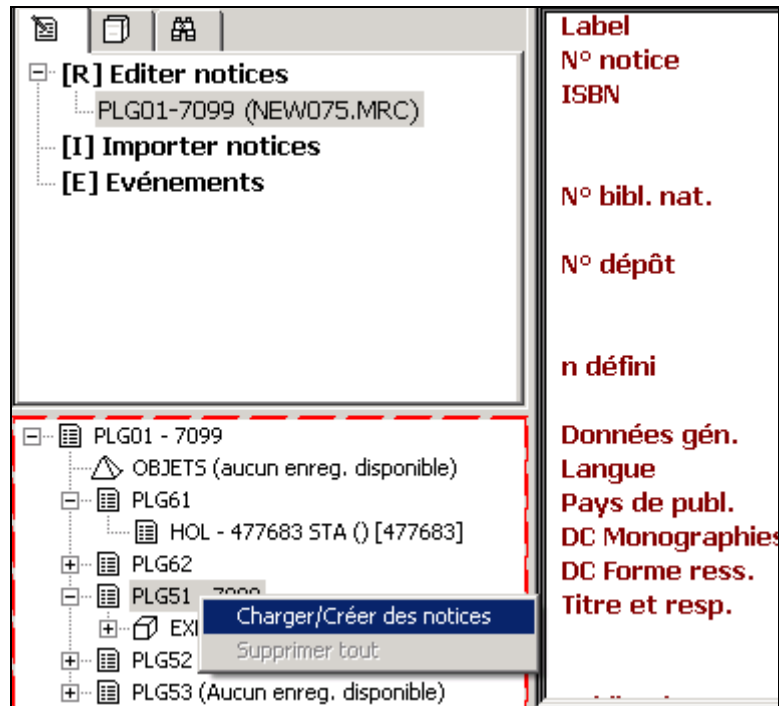 [R] Editer notices
PLG01-7099 (NEW075.MRC)
[I] Importer notices
[E] Evénements
PLG01 - 7099
OBJETS (aucun enreg. disponible)
PLG61
HOL - 477683 STA () [477683]
PLG62
PLG51
EX
Charger/Créer des notices
Supprimer tout
PLG52
PLG53 (Aucun enreg. disponible)
Label
N° notice
ISBN
N° bibl. nat.
N° dépôt
n défini
Données gén.
Langue
Pays de publ.
DC Monographies
DC Forme ress.
Titre et resp.